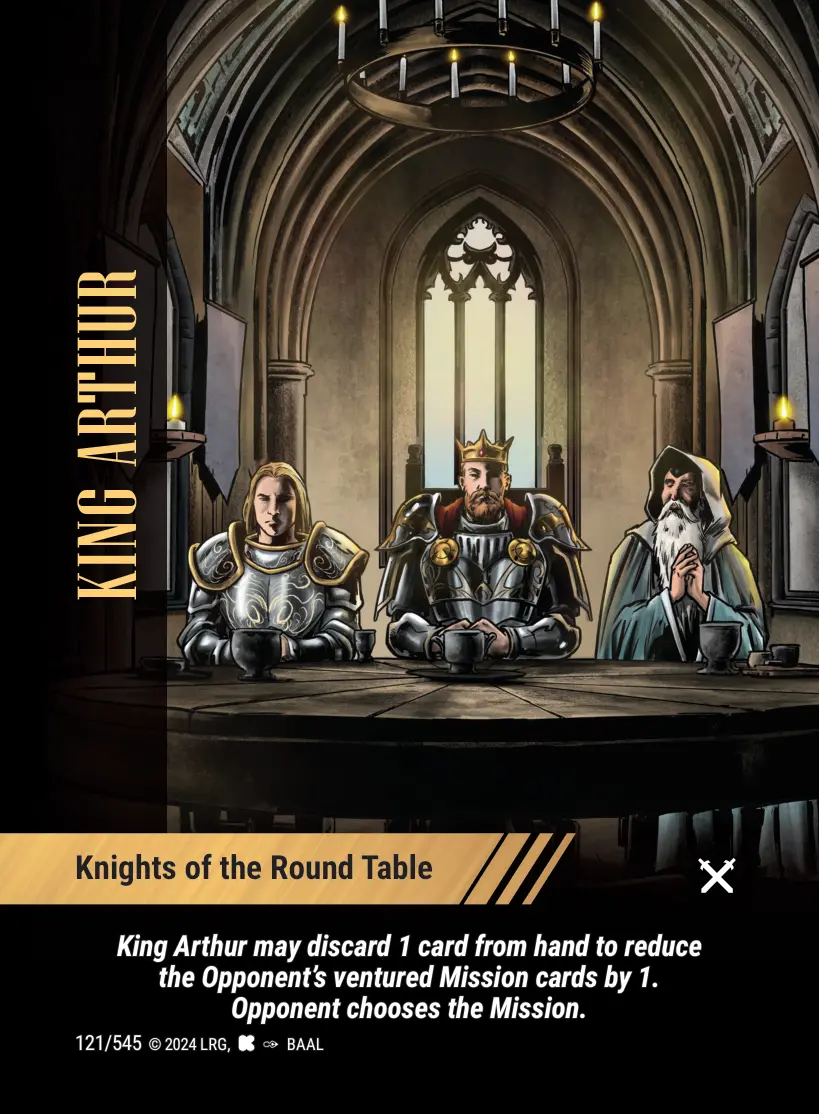 KING ARTHUR
Knights of the Round Table
King Arthur may discard 1 card from hand to reduce
the Opponent's ventured Mission cards by 1.
Opponent chooses the Mission.
121/545 © 2024 LRG, BAAL